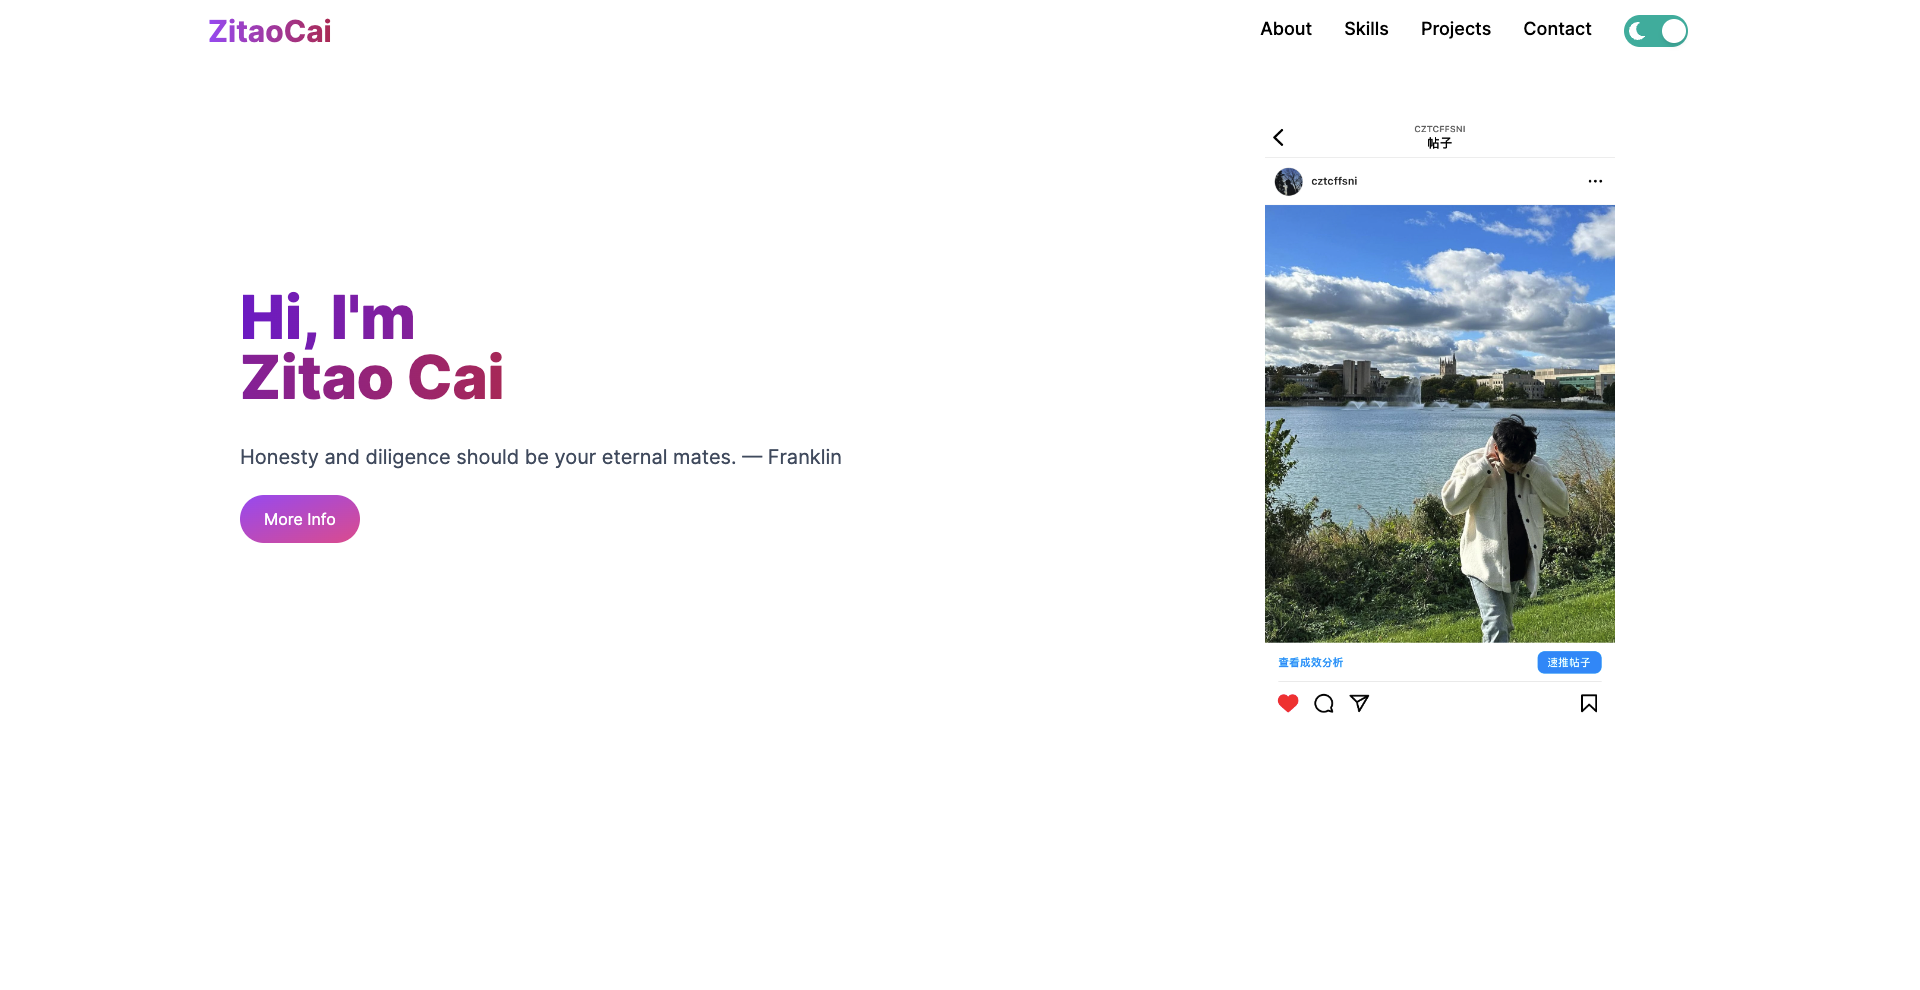 ZitaoCai
About Skills Projects Contact
Hi, I'm
Zitao Cai
Honesty and diligence should be your eternal mates. — Franklin
More Info
CZTCFFSNI
帖子
cztcffsni
查看成效分析
速推帖子